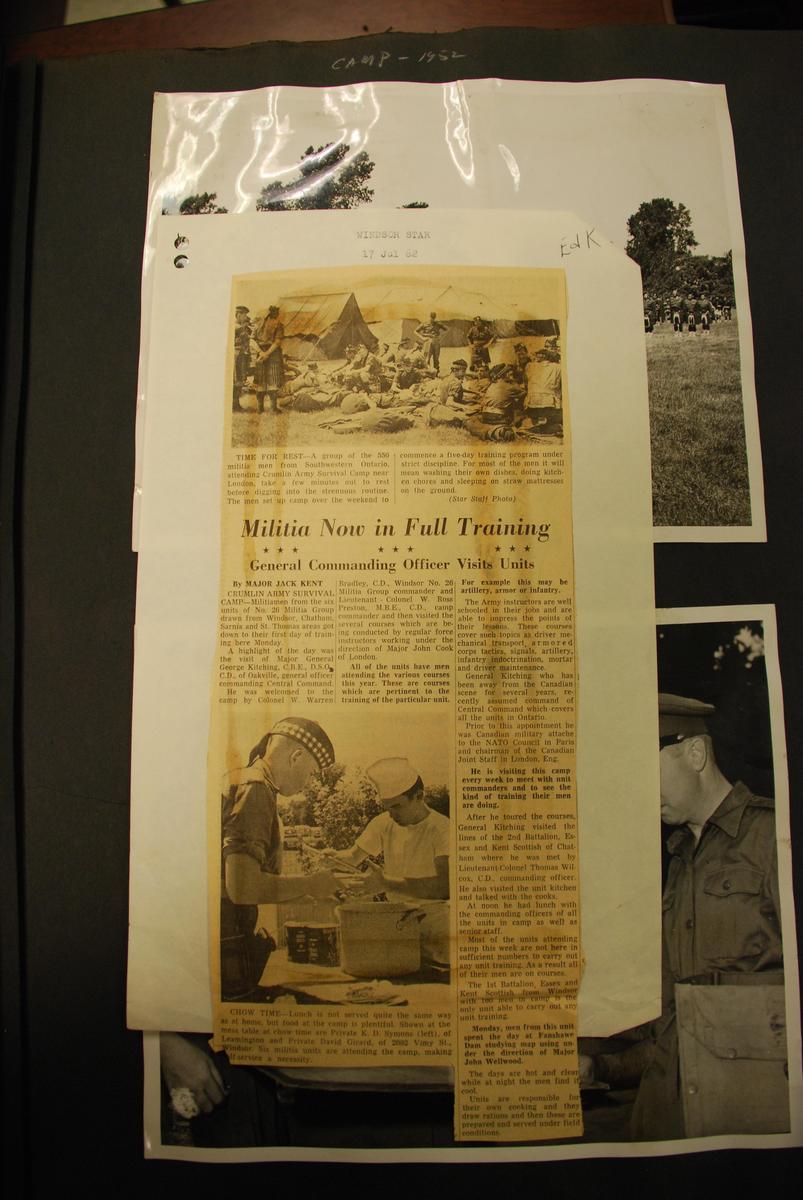 CAMP - 1952
WINDSOR STAR
17 Jul 62
Ed K
TIME FOR REST—A group of the 550
militia men from Southwestern Ontario,
attending Crumlin Army Survival Camp near
London, take a few minutes out to rest
before digging into the strenuous routine.
The men set up camp over the weekend to
commence a five-day training program under
strict discipline. For most of the men it will
mean washing their own dishes, doing kitch-
en chores and sleeping on straw mattresses
on the ground.
(Star Staff Photo)
Militia Now in Full Training
★ ★ ★ ★ ★ ★ ★ ★ ★
General Commanding Officer Visits Units
By MAJOR JACK KENT
CRUMLIN ARMY SURVIVAL
CAMP—Militiamen from the six
units of No. 26 Militia Group
drawn from Windsor, Chatham,
Sarnia and St. Thomas areas got
down to their first day of train-
ing here Monday.
A highlight of the day was
the visit of Major General
George Kitching, C.B.E., D.S.O.,
C.D., of Oakville, general officer
commanding Central Command.
He was welcomed to the
camp by Colonel W. Warren
Bradley, C.D., Windsor No. 26
Militia Group commander and
Lieutenant-Colonel W. Ross
Preston, M.B.E., C.D., camp
commander and then visited the
several courses which are be-
ing conducted by regular force
instructors working under the
direction of Major John Cook
of London.
All of the units have men
attending the various courses
this year. These are courses
which are pertinent to the
training of the particular unit.
For example this may be
artillery, armor or infantry.
The Army instructors are well
schooled in their jobs and are
able to impress the points of
their lessons. These courses
cover such topics as driver me-
chanical transport, armored
corps tactics, signals, artillery,
infantry indoctrination, mortar
and driver maintenance.
General Kitching who has
been away from the Canadian
scene for several years, re-
cently assumed command of
Central Command which covers
all the units in Ontario.
Prior to this appointment he
was Canadian military attache
to the NATO Council in Paris
and chairman of the Canadian
Joint Staff in London, Eng.
He is visiting this camp
every week to meet with unit
commanders and to see the
kind of training their men
are doing.
After he toured the courses,
General Kitching visited the
lines of the 2nd Battalion, Es-
sex and Kent Scottish of Chat-
ham where he was met by
Lieutenant-Colonel Thomas Wil-
cox, C.D., commanding officer.
He also visited the unit kitchen
and talked with the cooks.
At noon he had lunch with
the commanding officers of all
the units in camp as well as
senior staff.
Most of the units attending
camp this week are not here in
sufficient numbers to carry out
any unit training. As a result all
of their men are on courses.
The 1st Battalion, Essex and
Kent Scottish from Windsor
with 160 men in camp is the
only unit able to carry out any
unit training.
Monday, men from this unit
spent the day at Fanshawe
Dam studying map using un-
der the direction of Major
John Wellwood.
The days are hot and clear
while at night the men find it
cool.
Units are responsible for
their own cooking and they
draw rations and then these are
prepared and served under field
conditions.
CHOW TIME—Lunch is not served quite the same way
as at home, but food at the camp is plentiful. Shown at the
mess table at chow time are Private K. D. Symons (left), of
Leamington and Private David Girard, of 2682 Vimy St.,
Windsor. Six militia units are attending the camp, making
self service a necessity.